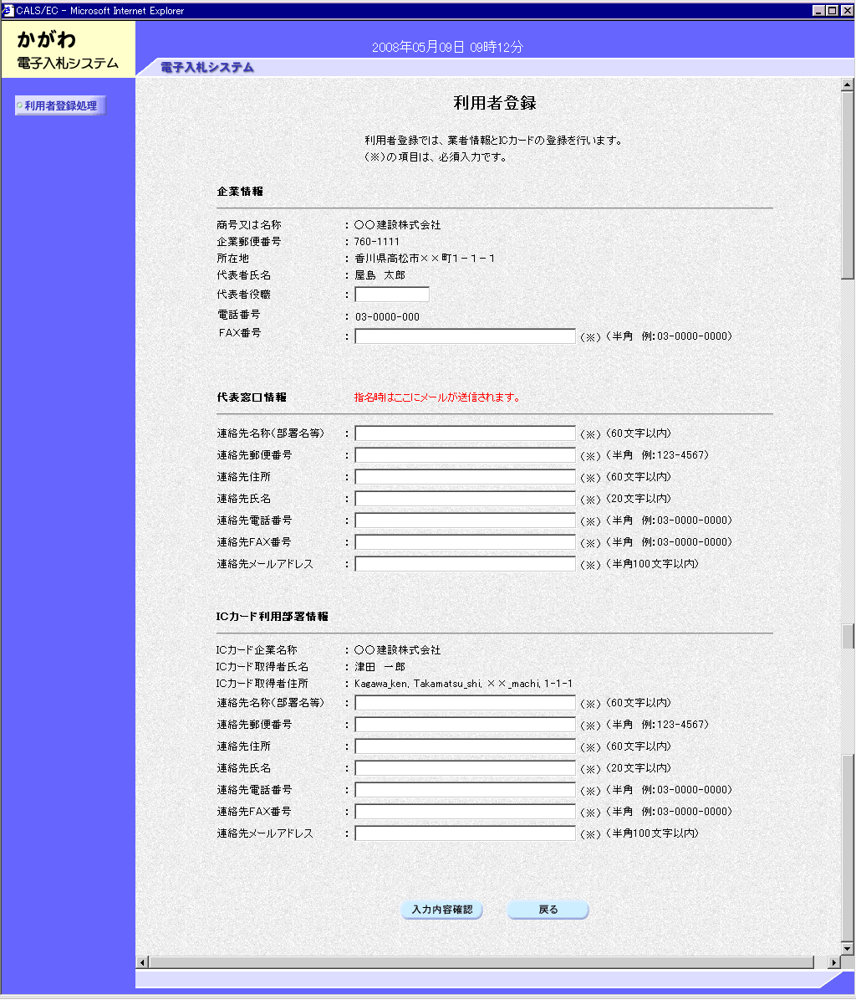 CALS/EC - Microsoft Internet Explorer
かがわ
電子入札システム
2008年05月09日 09時12分
電子入札システム
利用者登録処理
利用者登録
利用者登録では、業者情報とICカードの登録を行います。
(※)の項目は、必須入力です。
企業情報
商号又は名称 : 〇〇建設株式会社
企業郵便番号 : 760-1111
所在地 : 香川県高松市××町1-1-1
代表者氏名 : 屋島 太郎
代表者役職 :
電話番号 : 03-0000-000
FAX番号 : (※) (半角 例:03-0000-0000)
代表窓口情報 指名時はここにメールが送信されます。
連絡先名称(部署名等) : (※) (60文字以内)
連絡先郵便番号 : (※) (半角 例:123-4567)
連絡先住所 : (※) (60文字以内)
連絡先氏名 : (※) (20文字以内)
連絡先電話番号 : (※) (半角 例:03-0000-0000)
連絡先FAX番号 : (※) (半角 例:03-0000-0000)
連絡先メールアドレス : (※) (半角100文字以内)
ICカード利用部署情報
ICカード企業名称 : 〇〇建設株式会社
ICカード取得者氏名 : 津田 一郎
ICカード取得者住所 : Kagawa_ken, Takamatsu_shi, ××_machi, 1-1-1
連絡先名称(部署名等) : (※) (60文字以内)
連絡先郵便番号 : (※) (半角 例:123-4567)
連絡先住所 : (※) (60文字以内)
連絡先氏名 : (※) (20文字以内)
連絡先電話番号 : (※) (半角 例:03-0000-0000)
連絡先FAX番号 : (※) (半角 例:03-0000-0000)
連絡先メールアドレス : (※) (半角100文字以内)
入力内容確認 戻る